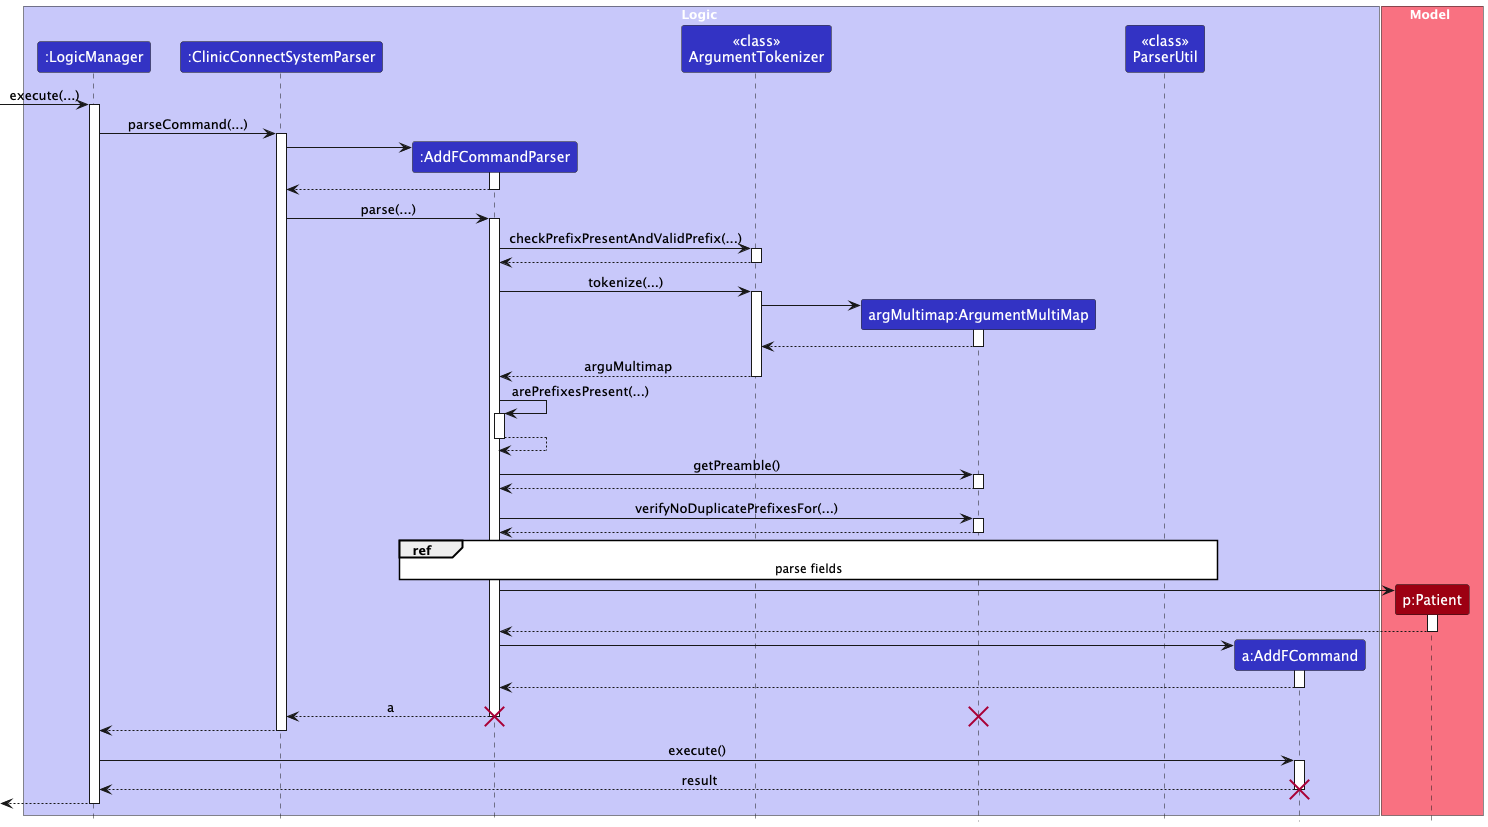 Logic
Model
:LogicManager
:ClinicConnectSystemParser
«class»
ArgumentTokenizer
«class»
ParserUtil
execute(...)
parseCommand(...)
:AddFCommandParser
parse(...)
checkPrefixPresentAndValidPrefix(...)
tokenize(...)
argMultimap:ArgumentMultiMap
arguMultimap
arePrefixesPresent(...)
getPreamble()
verifyNoDuplicatePrefixesFor(...)
ref
parse fields
p:Patient
a:AddFCommand
a
execute()
result